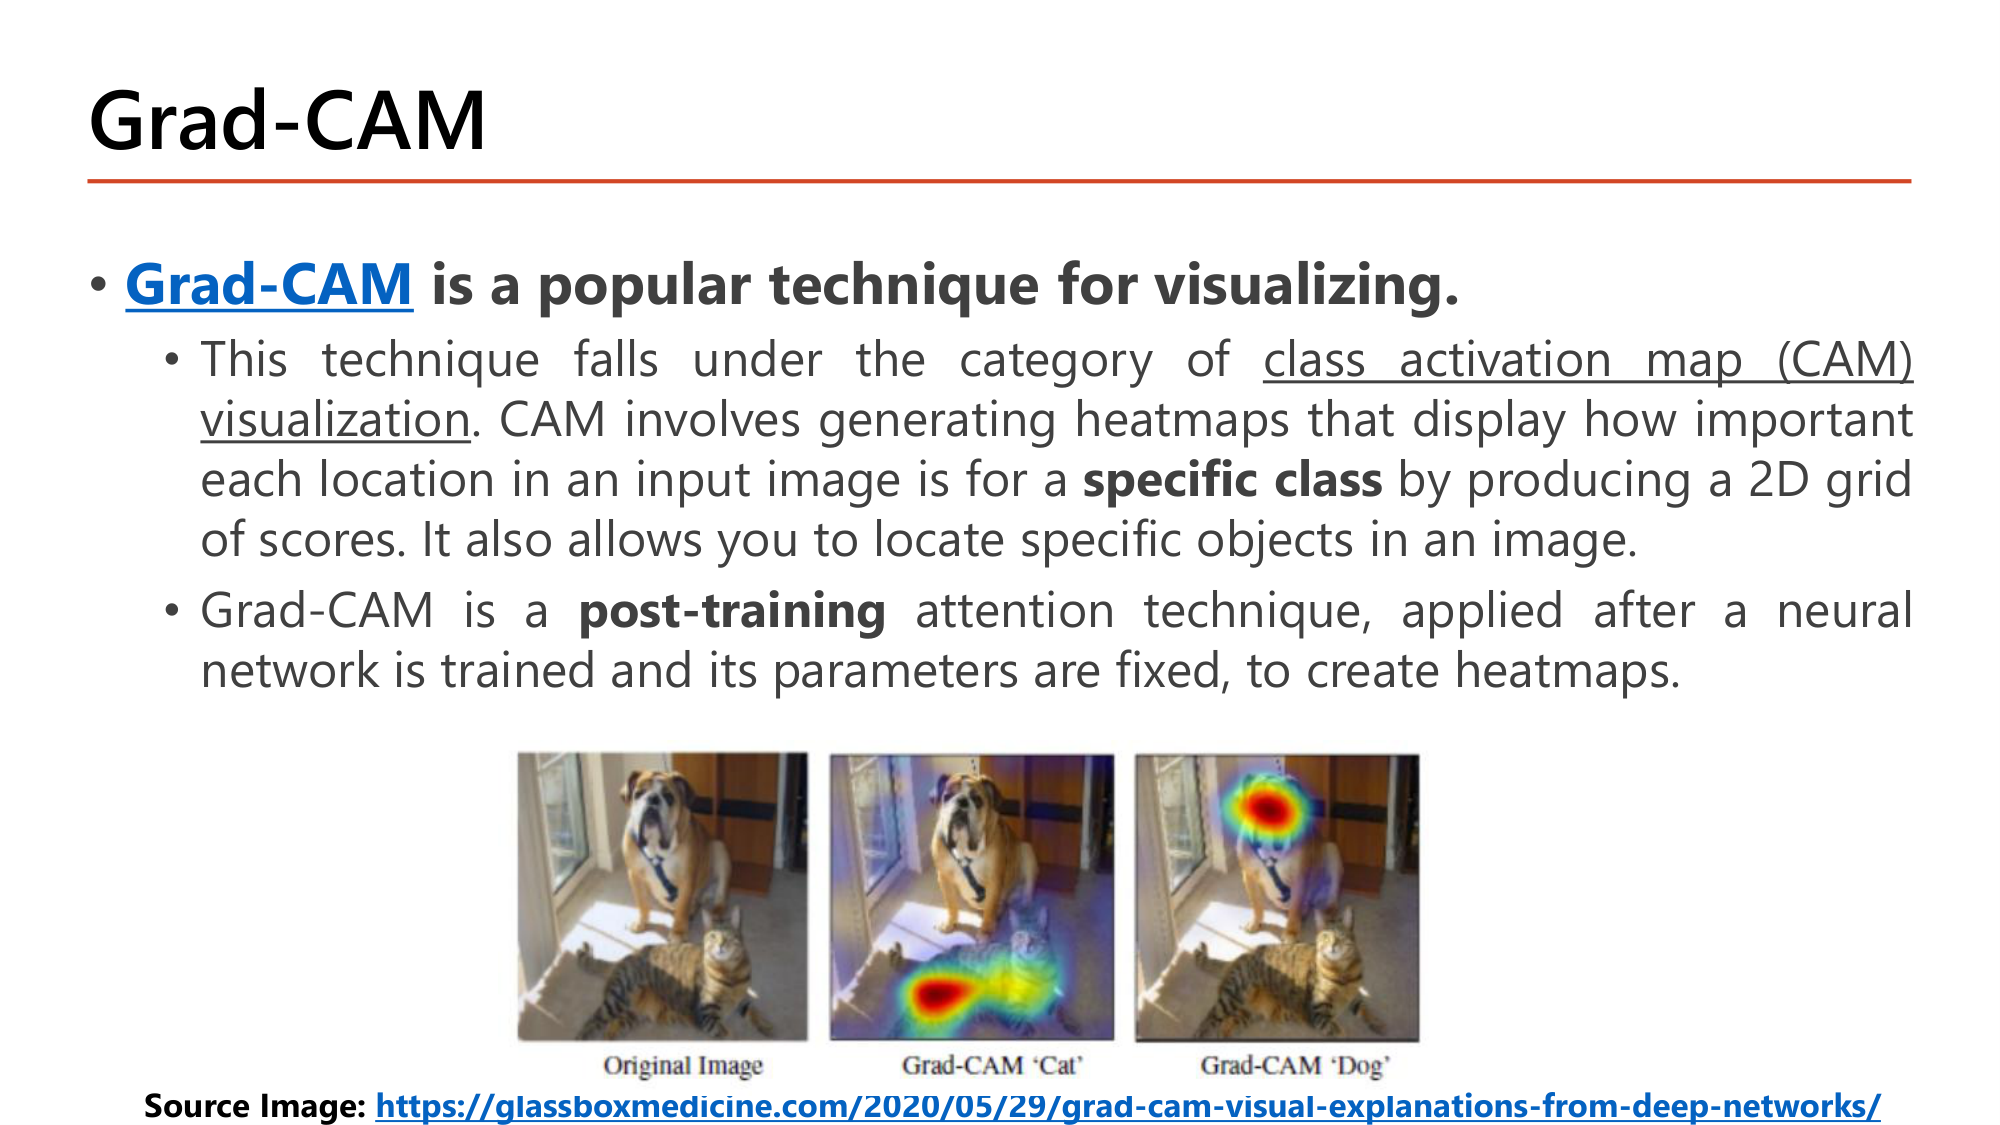 Grad-CAM
• Grad-CAM is a popular technique for visualizing.
• This technique falls under the category of class activation map (CAM)
visualization. CAM involves generating heatmaps that display how important
each location in an input image is for a specific class by producing a 2D grid
of scores. It also allows you to locate specific objects in an image.
• Grad-CAM is a post-training attention technique, applied after a neural
network is trained and its parameters are fixed, to create heatmaps.
Original Image Grad-CAM ‘Cat’ Grad-CAM ‘Dog’
Source Image: https://glassboxmedicine.com/2020/05/29/grad-cam-visual-explanations-from-deep-networks/